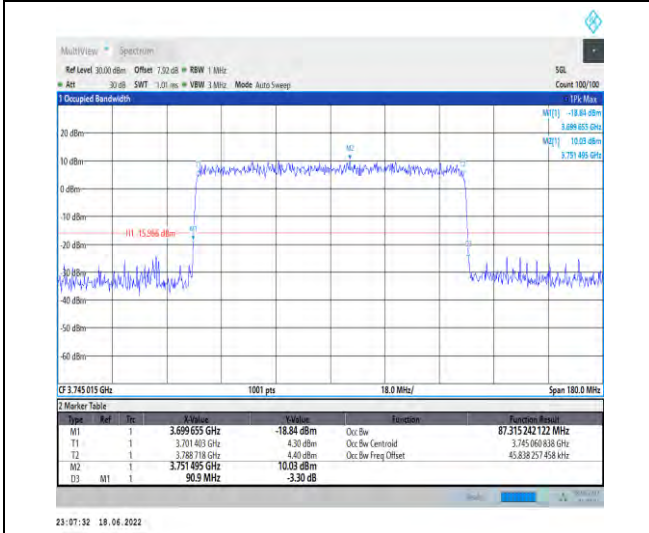 MultiView Spectrum
Ref Level 30.00 dBm Offset 7.92 dB RBW 1 MHz SGL
Att 30 dB SWT 1.01 ms VBW 3 MHz Mode Auto Sweep Count 100/100
1 Occupied Bandwidth 1Pk Max
M1[1] -18.84 dBm
3.699 655 GHz
M2[1] 10.03 dBm
3.751 495 GHz
20 dBm
M2
10 dBm
0 dBm
-10 dBm
H1 -15.966 dBm M1
-20 dBm
-30 dBm
-40 dBm
-50 dBm
-60 dBm
CF 3.745 015 GHz 1001 pts 18.0 MHz/ Span 180.0 MHz
2 Marker Table
Type Ref Trc X-Value Y-Value Function Function Result
M1 1 3.699 655 GHz -18.84 dBm Occ Bw 87.315 242 122 MHz
T1 1 3.701 403 GHz 4.30 dBm Occ Bw Centroid 3.745 060 838 GHz
T2 1 3.788 718 GHz 4.40 dBm Occ Bw Freq Offset 45.838 257 458 kHz
M2 1 3.751 495 GHz 10.03 dBm
D3 M1 1 90.9 MHz -3.30 dB
23:07:32 18.06.2022